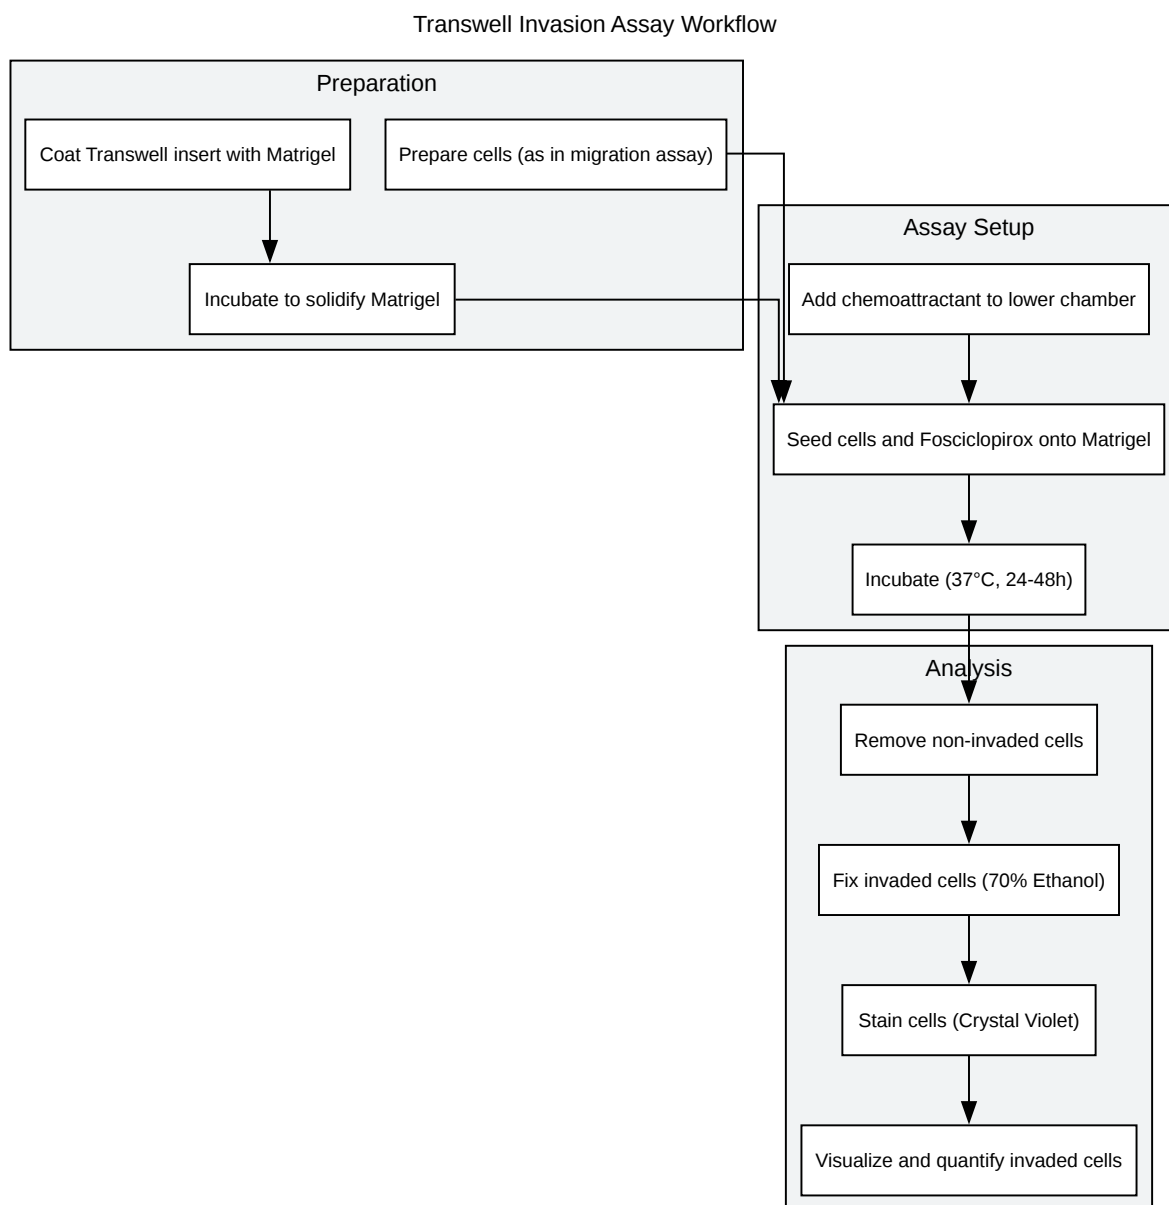 Transwell Invasion Assay Workflow
Preparation
Coat Transwell insert with Matrigel
Prepare cells (as in migration assay)
Incubate to solidify Matrigel
Assay Setup
Add chemoattractant to lower chamber
Seed cells and Fosciclopirox onto Matrigel
Incubate (37°C, 24-48h)
Analysis
Remove non-invaded cells
Fix invaded cells (70% Ethanol)
Stain cells (Crystal Violet)
Visualize and quantify invaded cells